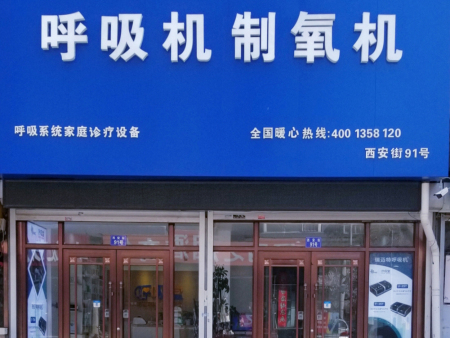 呼吸机 制氧机
呼吸系统家庭诊疗设备
全国暖心热线:400 1358 120
西安街91号